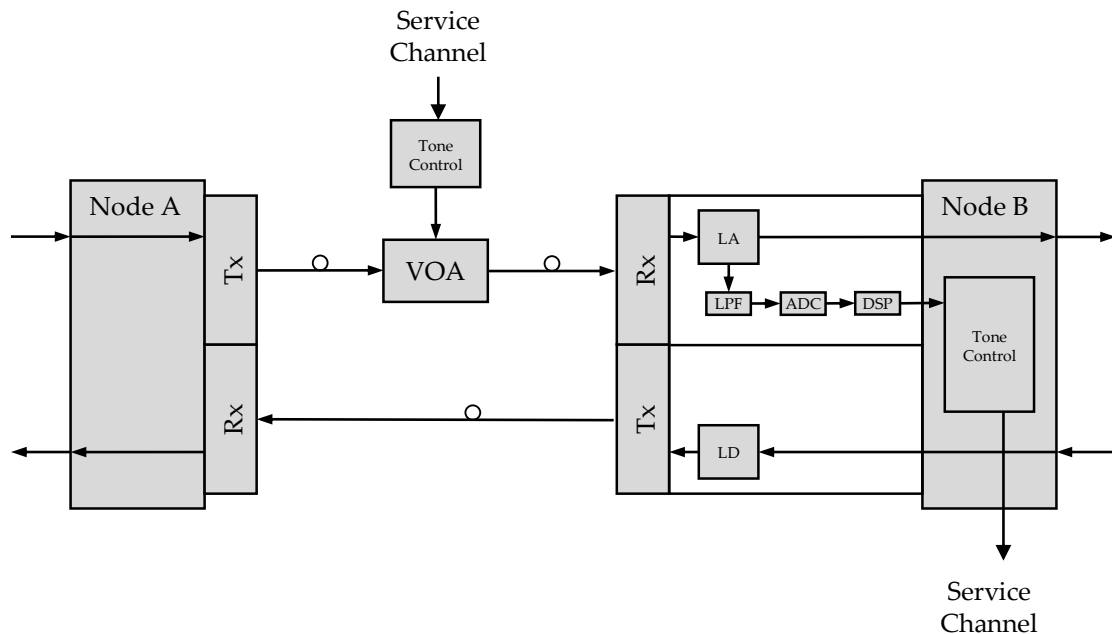 Service
Channel
Tone
Control
Node A
Tx
VOA
Rx
LA
Node B
LPF
ADC
DSP
Tone
Control
Rx
Tx
LD
Service
Channel